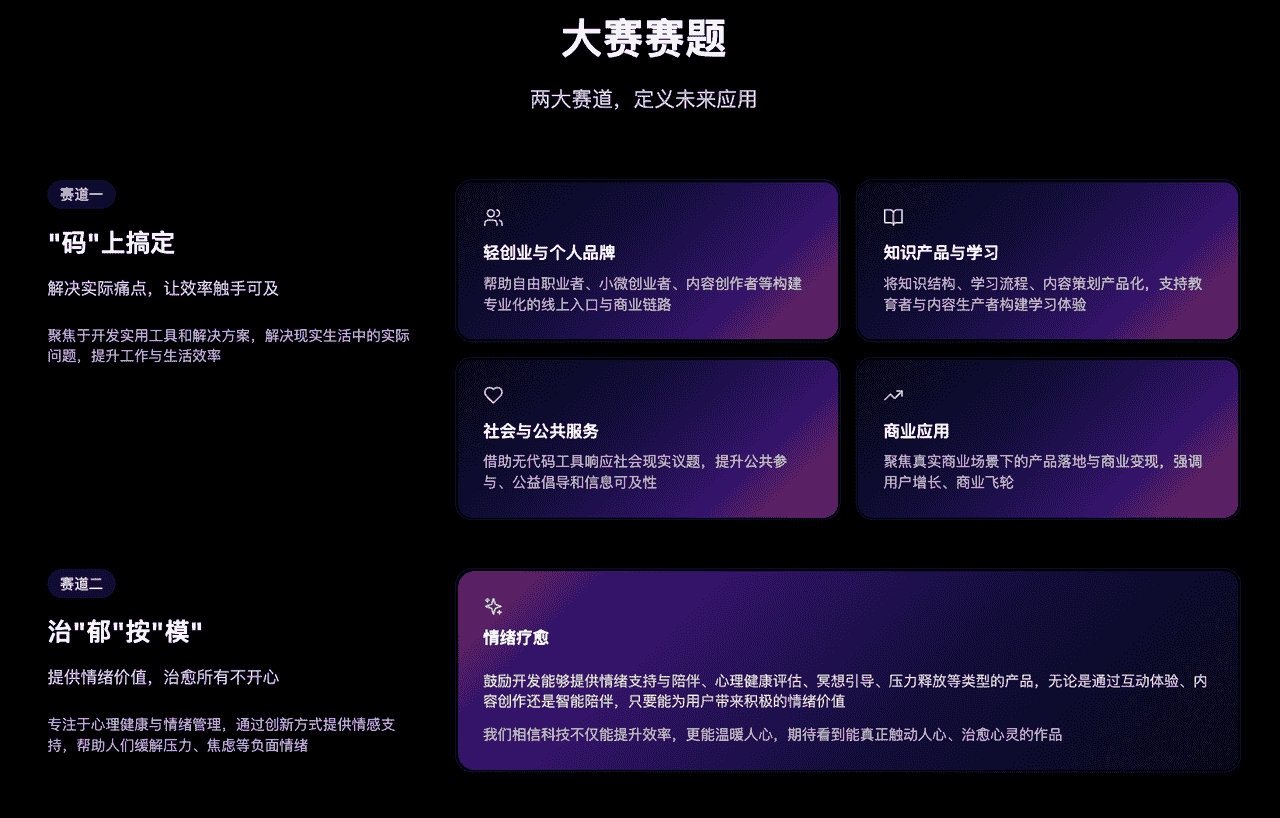 大赛赛题
两大赛道，定义未来应用
赛道一
"码"上搞定
解决实际痛点，让效率触手可及
聚焦于开发实用工具和解决方案，解决现实生活中的实际
问题，提升工作与生活效率
轻创业与个人品牌
帮助自由职业者、小微创业者、内容创作者等构建
专业化的线上入口与商业链路
知识产品与学习
将知识结构、学习流程、内容策划产品化，支持教
育者与内容生产者构建学习体验
社会与公共服务
借助无代码工具响应社会现实议题，提升公共参
与、公益倡导和信息可及性
商业应用
聚焦真实商业场景下的产品落地与商业变现，强调
用户增长、商业飞轮
赛道二
治"郁"按"模"
提供情绪价值，治愈所有不开心
专注于心理健康与情绪管理，通过创新方式提供情感支
持，帮助人们缓解压力、焦虑等负面情绪
情绪疗愈
鼓励开发能够提供情绪支持与陪伴、心理健康评估、冥想引导、压力释放等类型的产品，无论是通过互动体验、内
容创作还是智能陪伴，只要能为用户带来积极的情绪价值
我们相信科技不仅能提升效率，更能温暖人心，期待看到能真正触动人心、治愈心灵的作品